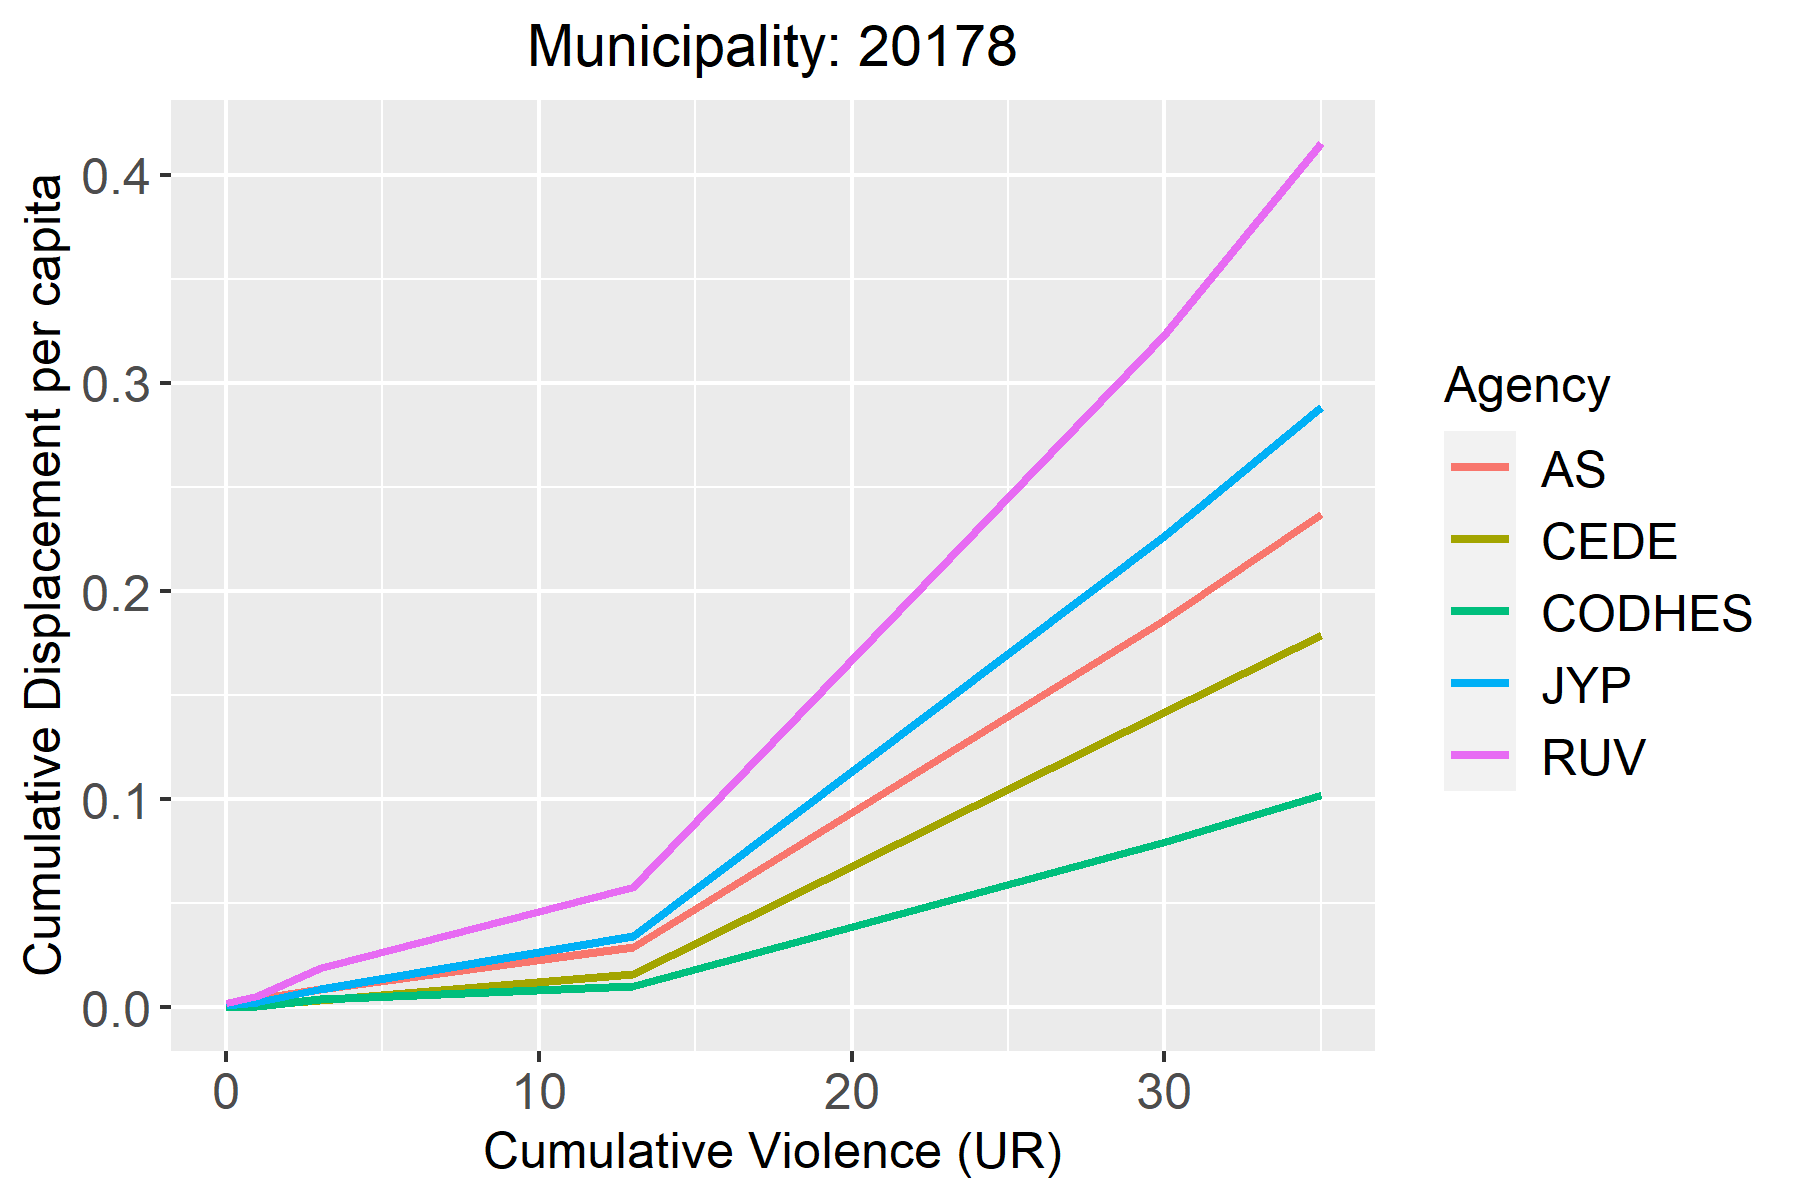 Municipality: 20178
Cumulative Displacement per capita
0.4
0.3
0.2
0.1
0.0
0 10 20 30
Cumulative Violence (UR)
Agency
AS
CEDE
CODHES
JYP
RUV